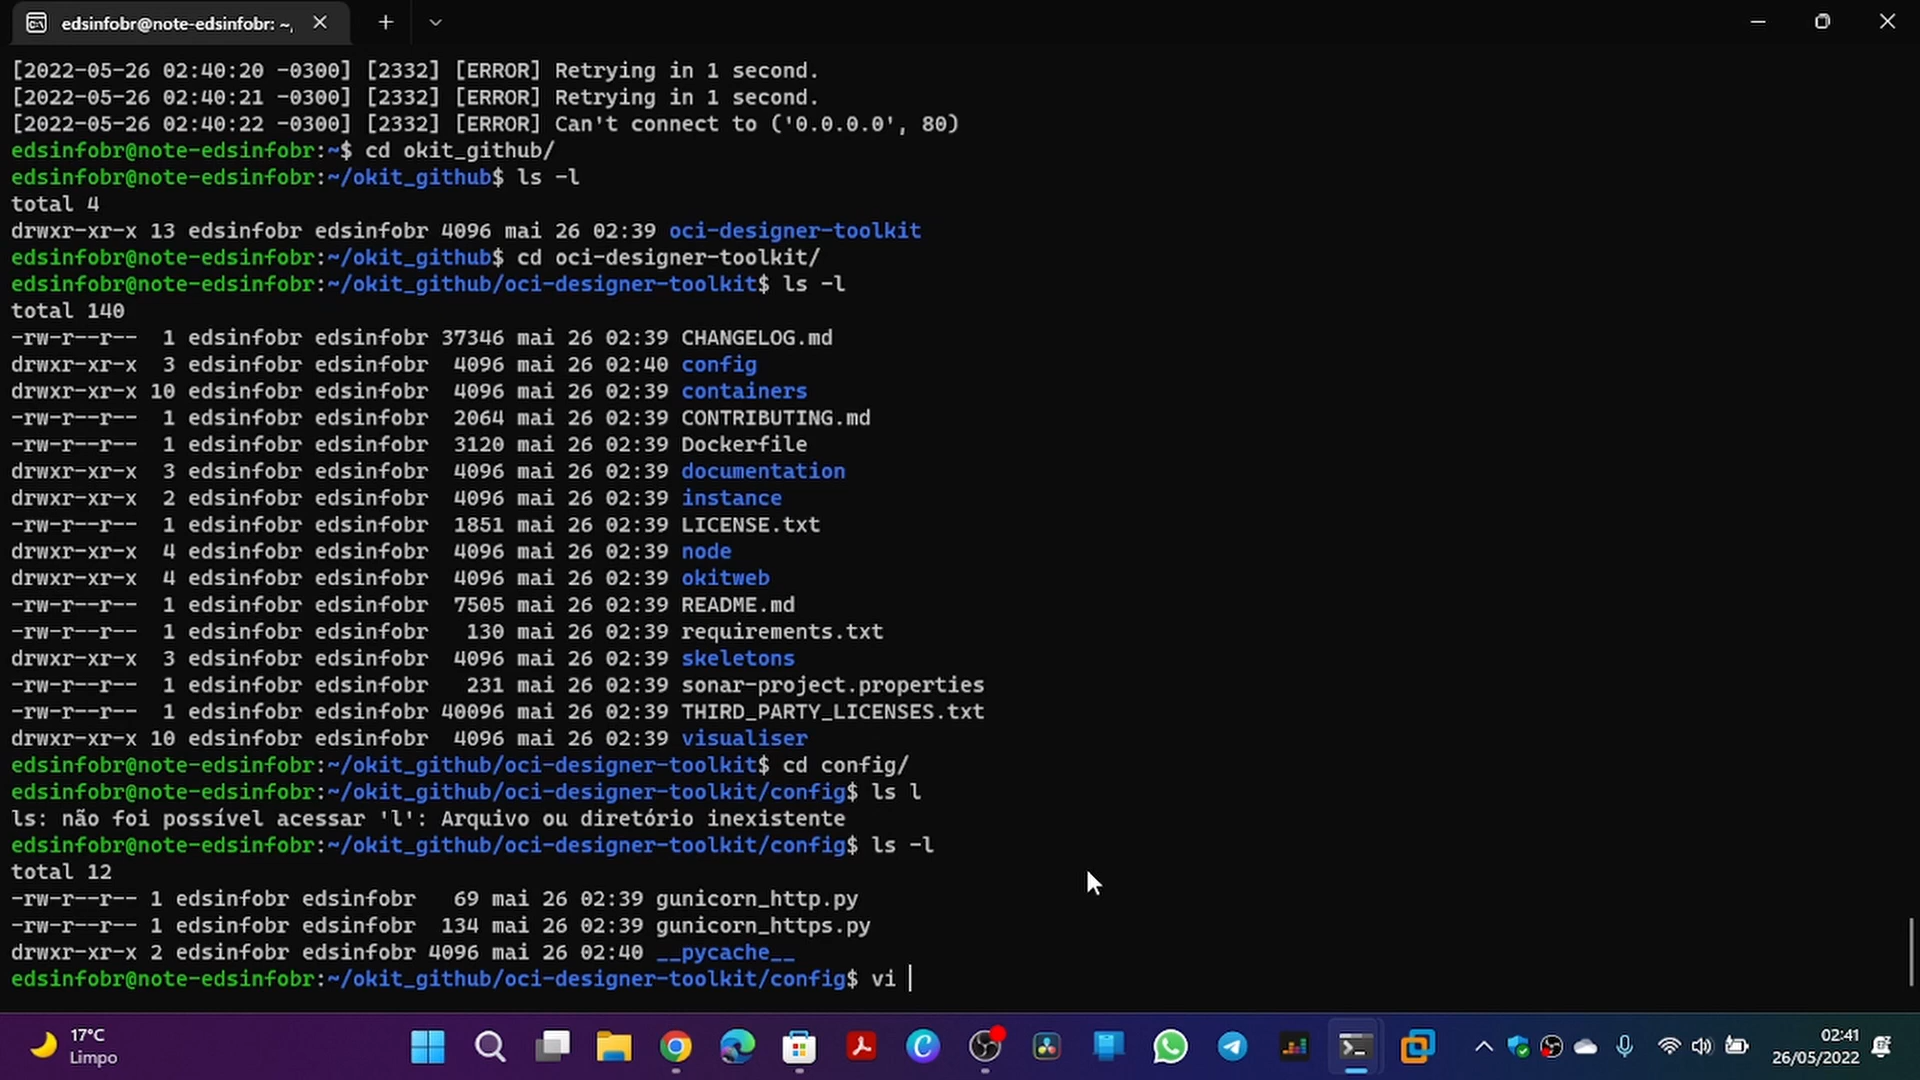 edsinfobr@note-edsinfobr: ~,
[2022-05-26 02:40:20 -0300] [2332] [ERROR] Retrying in 1 second.
[2022-05-26 02:40:21 -0300] [2332] [ERROR] Retrying in 1 second.
[2022-05-26 02:40:22 -0300] [2332] [ERROR] Can't connect to ('0.0.0.0', 80)
edsinfobr@note-edsinfobr:~$ cd okit_github/
edsinfobr@note-edsinfobr:~/okit_github$ ls -l
total 4
drwxr-xr-x 13 edsinfobr edsinfobr 4096 mai 26 02:39 oci-designer-toolkit
edsinfobr@note-edsinfobr:~/okit_github$ cd oci-designer-toolkit/
edsinfobr@note-edsinfobr:~/okit_github/oci-designer-toolkit$ ls -l
total 140
-rw-r--r--  1 edsinfobr edsinfobr 37346 mai 26 02:39 CHANGELOG.md
drwxr-xr-x  3 edsinfobr edsinfobr  4096 mai 26 02:40 config
drwxr-xr-x 10 edsinfobr edsinfobr  4096 mai 26 02:39 containers
-rw-r--r--  1 edsinfobr edsinfobr  2064 mai 26 02:39 CONTRIBUTING.md
-rw-r--r--  1 edsinfobr edsinfobr  3120 mai 26 02:39 Dockerfile
drwxr-xr-x  3 edsinfobr edsinfobr  4096 mai 26 02:39 documentation
drwxr-xr-x  2 edsinfobr edsinfobr  4096 mai 26 02:39 instance
-rw-r--r--  1 edsinfobr edsinfobr  1851 mai 26 02:39 LICENSE.txt
drwxr-xr-x  4 edsinfobr edsinfobr  4096 mai 26 02:39 node
drwxr-xr-x  4 edsinfobr edsinfobr  4096 mai 26 02:39 okitweb
-rw-r--r--  1 edsinfobr edsinfobr  7505 mai 26 02:39 README.md
-rw-r--r--  1 edsinfobr edsinfobr   130 mai 26 02:39 requirements.txt
drwxr-xr-x  3 edsinfobr edsinfobr  4096 mai 26 02:39 skeletons
-rw-r--r--  1 edsinfobr edsinfobr   231 mai 26 02:39 sonar-project.properties
-rw-r--r--  1 edsinfobr edsinfobr 40096 mai 26 02:39 THIRD_PARTY_LICENSES.txt
drwxr-xr-x 10 edsinfobr edsinfobr  4096 mai 26 02:39 visualiser
edsinfobr@note-edsinfobr:~/okit_github/oci-designer-toolkit$ cd config/
edsinfobr@note-edsinfobr:~/okit_github/oci-designer-toolkit/config$ ls l
ls: não foi possível acessar 'l': Arquivo ou diretório inexistente
edsinfobr@note-edsinfobr:~/okit_github/oci-designer-toolkit/config$ ls -l
total 12
-rw-r--r-- 1 edsinfobr edsinfobr   69 mai 26 02:39 gunicorn_http.py
-rw-r--r-- 1 edsinfobr edsinfobr  134 mai 26 02:39 gunicorn_https.py
drwxr-xr-x 2 edsinfobr edsinfobr 4096 mai 26 02:40 __pycache__
edsinfobr@note-edsinfobr:~/okit_github/oci-designer-toolkit/config$ vi
17°C
Limpo
02:41
26/05/2022